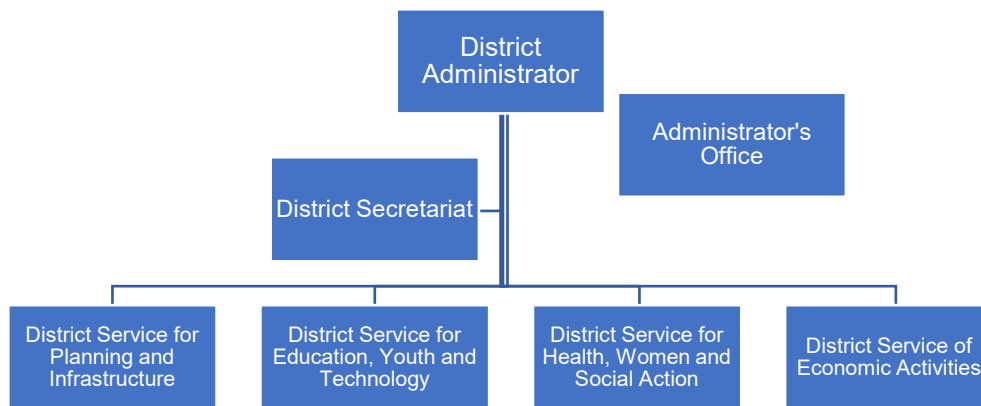 District
Administrator
Administrator's
Office
District Secretariat
District Service for
Planning and
Infrastructure
District Service for
Education, Youth and
Technology
District Service for
Health, Women and
Social Action
District Service of
Economic Activities